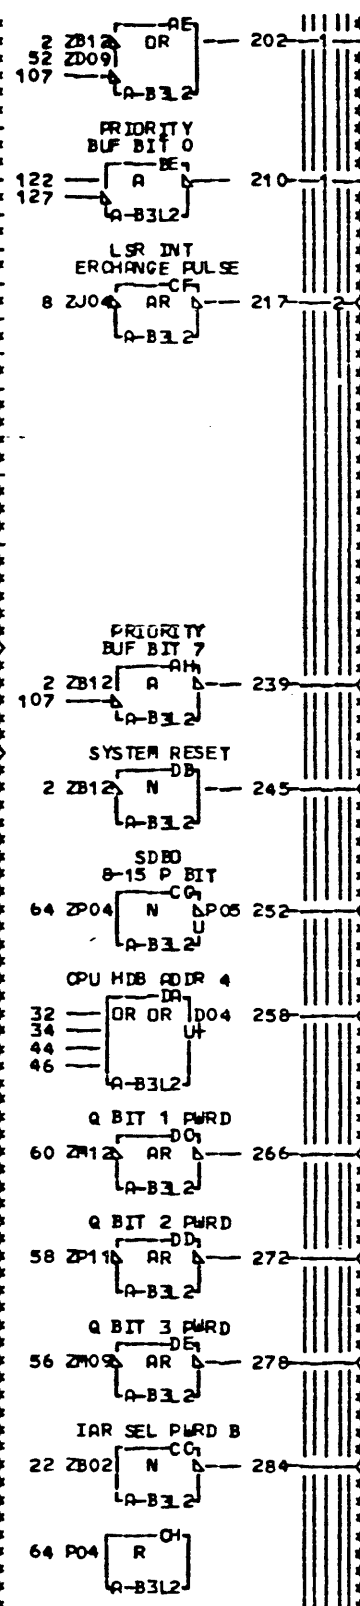 AE
2 ZB12 OR 202 1
52 ZD09
107
A-B3L2
PRIORITY
BUF BIT 0
BE
122 A 210 1
127
A-B3L2
LSR INT
ERCHANGE PULSE
CF
8 ZJ04 AR 217 2
A-B3L2
PRIORITY
BUF BIT 7
AH
2 ZB12 A 239
107
A-B3L2
SYSTEM RESET
DB
2 ZB12 N 245
A-B3L2
SDBO
8-15 P BIT
CG
64 ZP04 N P05 252
U
A-B3L2
CPU HDB ADDR 4
DA
32 OR OR D04 258
34 U+
44
46
A-B3L2
Q BIT 1 PWRD
DC
60 ZM12 AR 266
A-B3L2
Q BIT 2 PWRD
DD
58 ZP11 AR 272
A-B3L2
Q BIT 3 PWRD
DE
56 ZM09 AR 278
A-B3L2
IAR SEL PWRD B
CC
22 ZB02 N 284
A-B3L2
CH
64 P04 R
A-B3L2